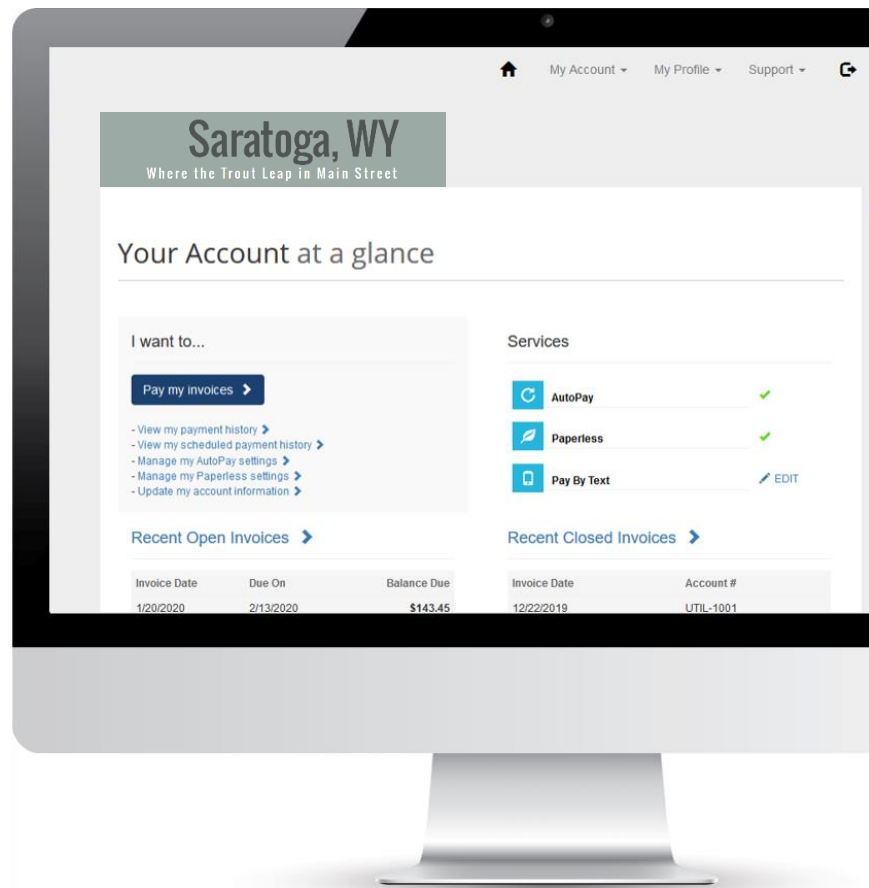 My Account
My Profile
Support
Saratoga, WY
Where the Trout Leap in Main Street
Your Account at a glance
I want to...
Pay my invoices
- View my payment history
- View my scheduled payment history
- Manage my AutoPay settings
- Manage my Paperless settings
- Update my account information
Services
AutoPay
Paperless
Pay By Text
EDIT
Recent Open Invoices
Invoice Date Due On Balance Due
1/20/2020 2/13/2020 $143.45
Recent Closed Invoices
Invoice Date Account #
12/22/2019 UTIL-1001